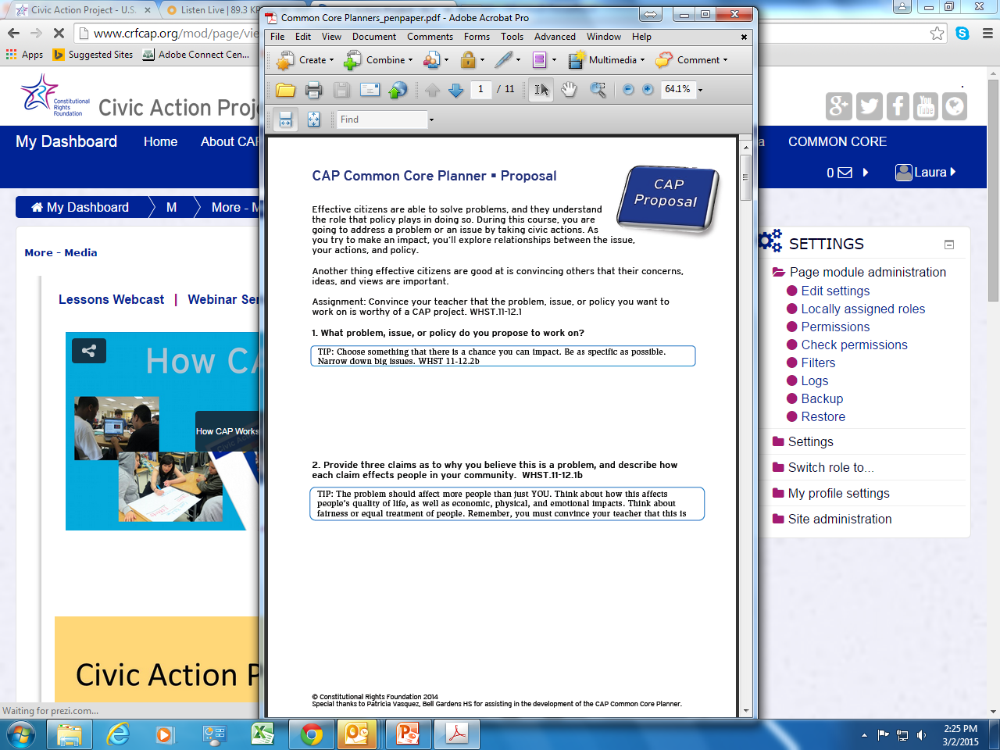 Civic Action Project - U.S.
Listen Live | 89.3
Common Core Planners_penpaper.pdf - Adobe Acrobat Pro
www.crfcap.org/mod/page/vie
File Edit View Document Comments Forms Tools Advanced Window Help
Apps Suggested Sites Adobe Connect Cen...
Create Combine Multimedia Comment
1 / 11 64.1%
Find
Constitutional
Rights
Foundation
Civic Action Proj
My Dashboard Home About CAP COMMON CORE
0 Laura
My Dashboard M More - M
More - Media
Lessons Webcast | Webinar Ser
How CA
How CAP Works
Civic Action P
CAP Common Core Planner ▪ Proposal
CAP
Proposal
Effective citizens are able to solve problems, and they understand
the role that policy plays in doing so. During this course, you are
going to address a problem or an issue by taking civic actions. As
you try to make an impact, you'll explore relationships between the issue,
your actions, and policy.
Another thing effective citizens are good at is convincing others that their concerns,
ideas, and views are important.
Assignment: Convince your teacher that the problem, issue, or policy you want to
work on is worthy of a CAP project. WHST.11-12.1
1. What problem, issue, or policy do you propose to work on?
TIP: Choose something that there is a chance you can impact. Be as specific as possible.
Narrow down big issues. WHST 11-12.2b
2. Provide three claims as to why you believe this is a problem, and describe how
each claim effects people in your community. WHST.11-12.1b
TIP: The problem should affect more people than just YOU. Think about how this affects
people's quality of life, as well as economic, physical, and emotional impacts. Think about
fairness or equal treatment of people. Remember, you must convince your teacher that this is
© Constitutional Rights Foundation 2014
Special thanks to Patricia Vasquez, Bell Gardens HS for assisting in the development of the CAP Common Core Planner.
SETTINGS
Page module administration
Edit settings
Locally assigned roles
Permissions
Check permissions
Filters
Logs
Backup
Restore
Settings
Switch role to...
My profile settings
Site administration
Waiting for prezi.com...
2:25 PM
3/2/2015